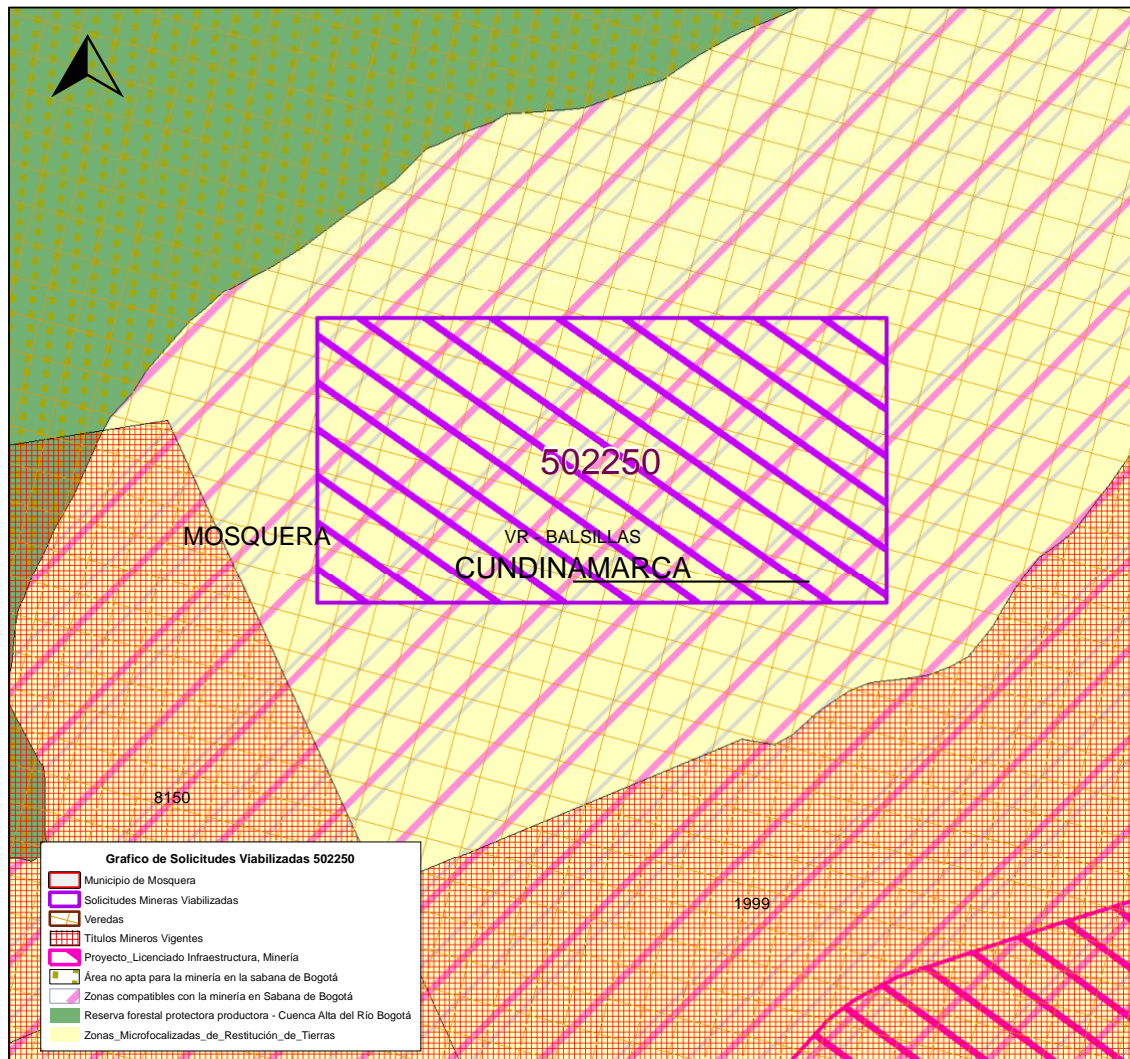 502250
MOSQUERA
VR - BALSILLAS
CUNDINAMARCA
8150
1999
Grafico de Solicitudes Viabilizadas 502250
Municipio de Mosquera
Solicitudes Mineras Viabilizadas
Veredas
Títulos Mineros Vigentes
Proyecto_Licenciado Infraestructura, Minería
Área no apta para la minería en la sabana de Bogotá
Zonas compatibles con la minería en Sabana de Bogotá
Reserva forestal protectora productora - Cuenca Alta del Río Bogotá
Zonas_Microfocalizadas_de_Restitución_de_Tierras